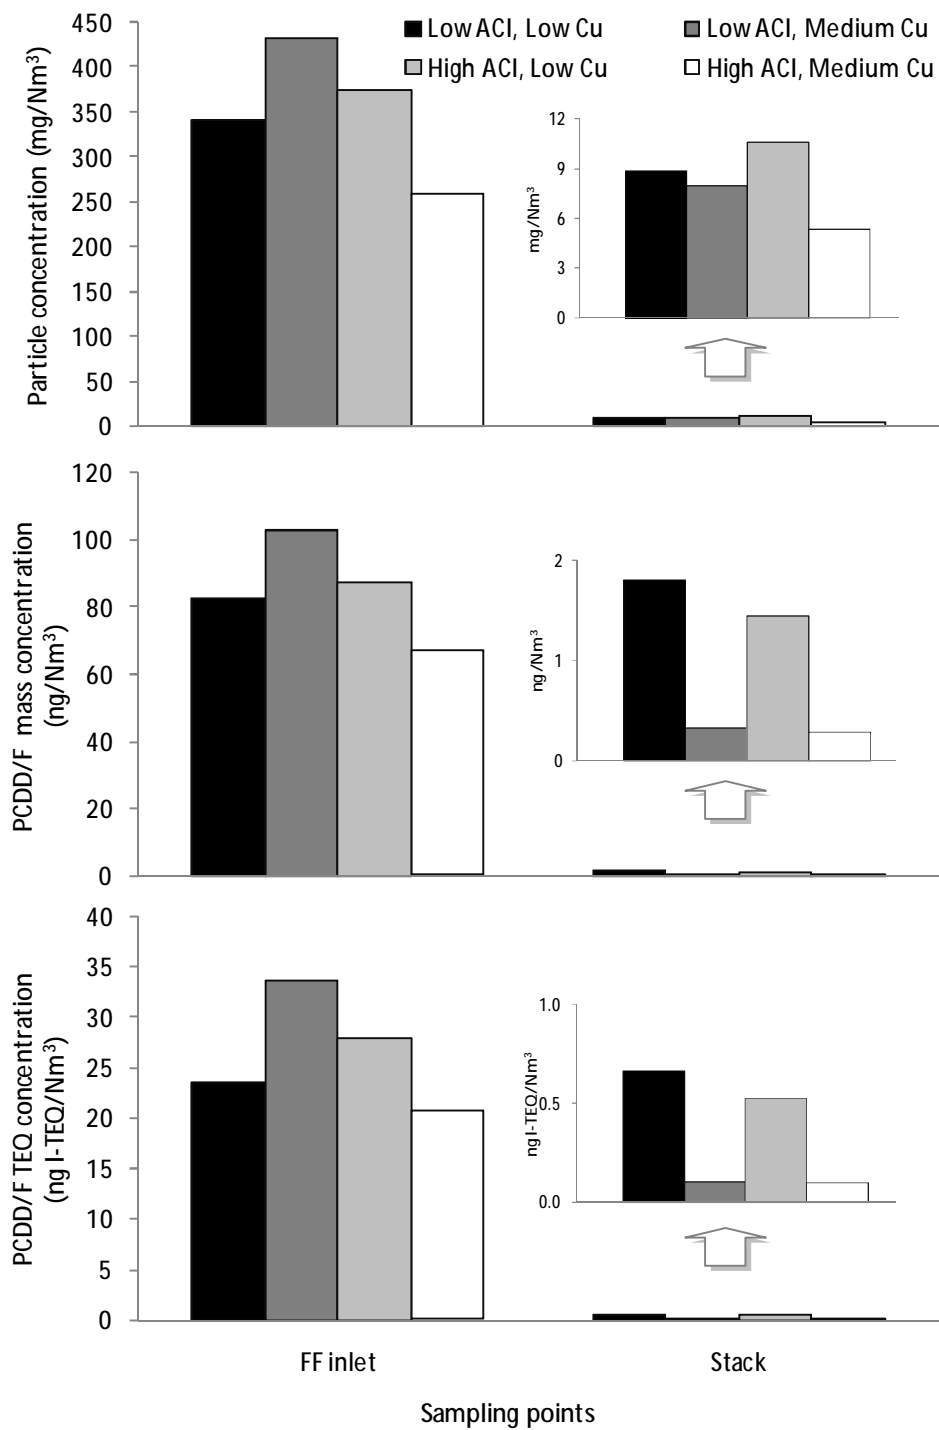 Low ACI, Low Cu
Low ACI, Medium Cu
High ACI, Low Cu
High ACI, Medium Cu
Particle concentration (mg/Nm³)
450
400
350
300
250
200
150
100
50
0
mg/Nm³
12
9
6
3
0
PCDD/F mass concentration
(ng/Nm³)
120
100
80
60
40
20
0
ng/Nm³
2
1
0
PCDD/F TEQ concentration
(ng I-TEQ/Nm³)
40
35
30
25
20
15
10
5
0
ng I-TEQ/Nm³
1.0
0.5
0.0
FF inlet
Stack
Sampling points